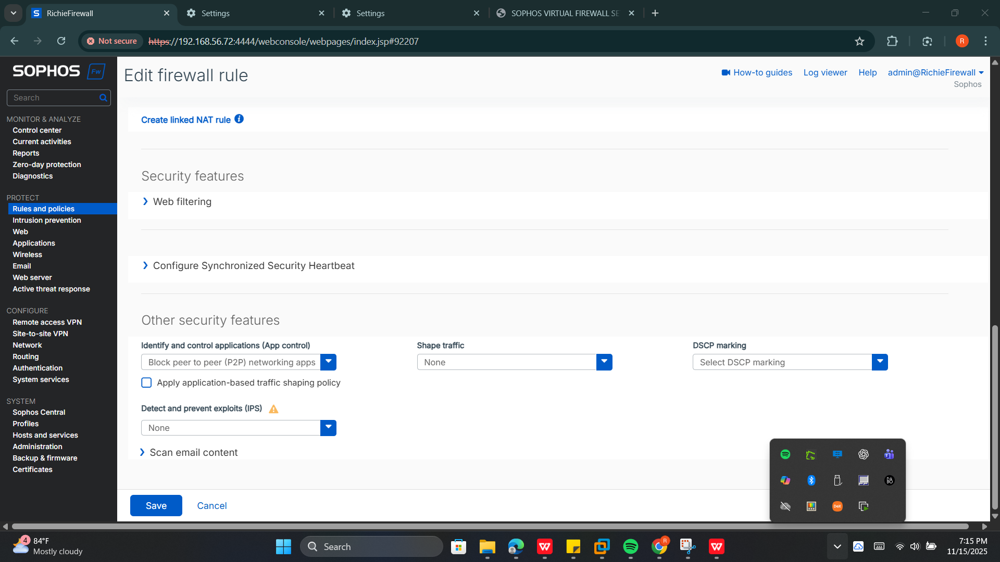 RichieFirewall
Settings
Settings
SOPHOS VIRTUAL FIREWALL SE
Not secure
https://192.168.56.72:4444/webconsole/webpages/index.jsp#92207
R
SOPHOS Fw
Search
MONITOR & ANALYZE
Control center
Current activities
Reports
Zero-day protection
Diagnostics
PROTECT
Rules and policies
Intrusion prevention
Web
Applications
Wireless
Email
Web server
Active threat response
CONFIGURE
Remote access VPN
Site-to-site VPN
Network
Routing
Authentication
System services
SYSTEM
Sophos Central
Profiles
Hosts and services
Administration
Backup & firmware
Certificates
Edit firewall rule
How-to guides
Log viewer
Help
admin@RichieFirewall
Sophos
Create linked NAT rule
Security features
Web filtering
Configure Synchronized Security Heartbeat
Other security features
Identify and control applications (App control)
Block peer to peer (P2P) networking apps
Apply application-based traffic shaping policy
Shape traffic
None
DSCP marking
Select DSCP marking
Detect and prevent exploits (IPS)
None
Scan email content
Save
Cancel
DeX
4
84°F
Mostly cloudy
Search
R
7:15 PM
11/15/2025